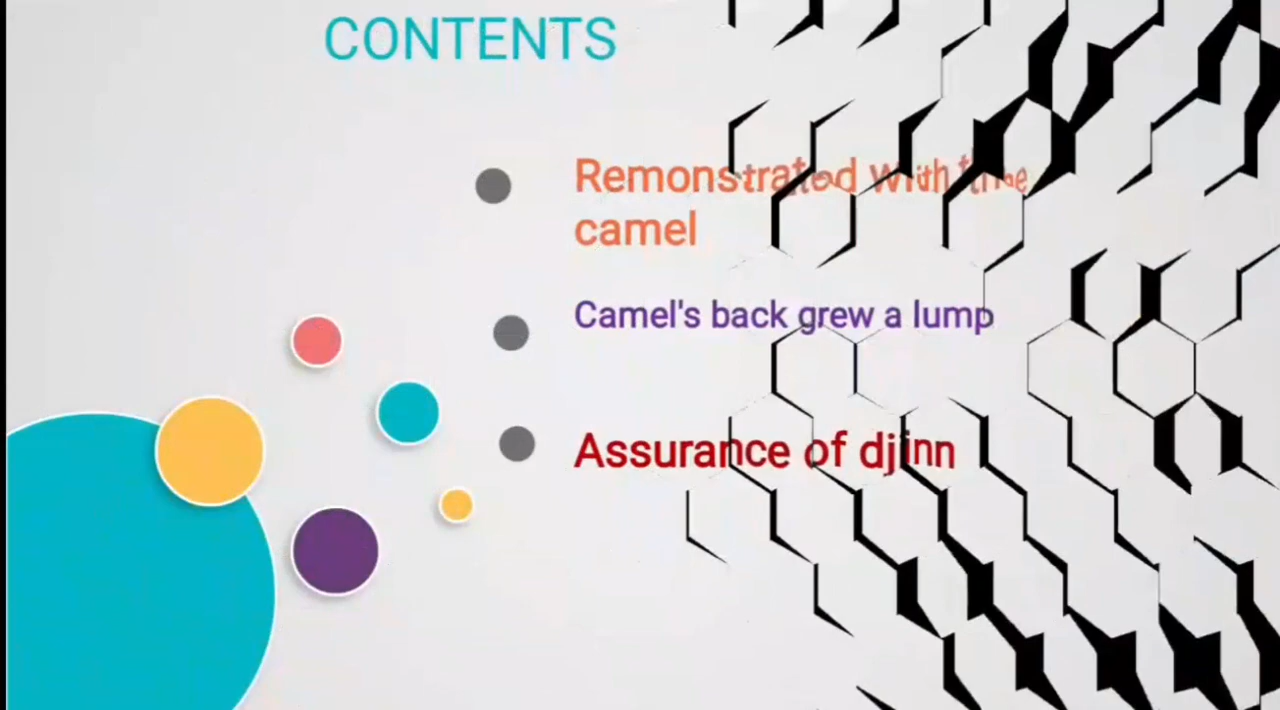 CONTENTS
Remonstrated with the
camel
Camel's back grew a lump
Assurance of djinn